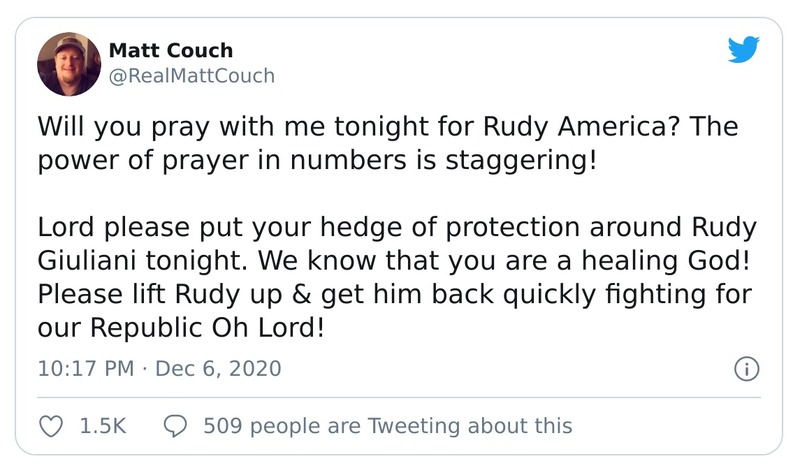 Matt Couch
@RealMattCouch
Will you pray with me tonight for Rudy America? The
power of prayer in numbers is staggering!
Lord please put your hedge of protection around Rudy
Giuliani tonight. We know that you are a healing God!
Please lift Rudy up & get him back quickly fighting for
our Republic Oh Lord!
10:17 PM · Dec 6, 2020
1.5K 509 people are Tweeting about this